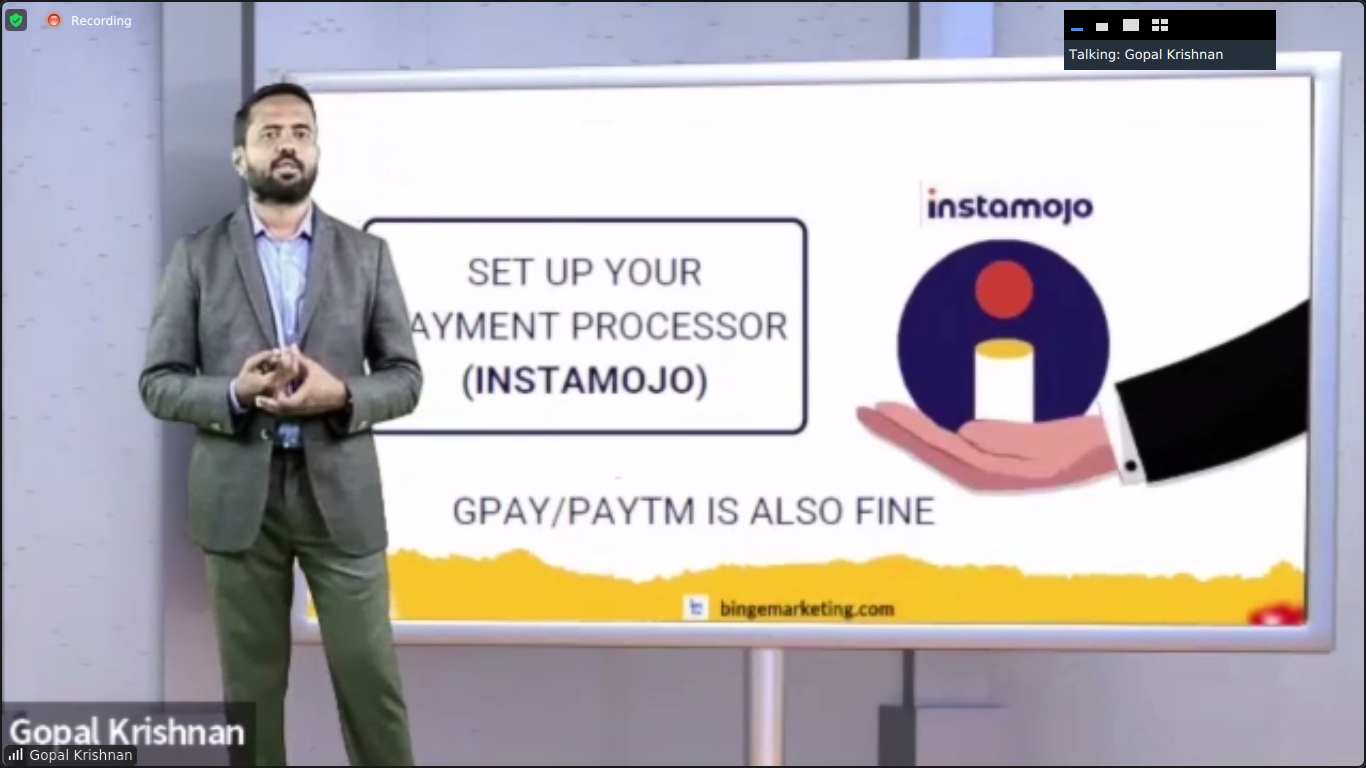 Recording
Talking: Gopal Krishnan
instamojo
SET UP YOUR
AYMENT PROCESSOR
(INSTAMOJO)
GPAY/PAYTM IS ALSO FINE
bingemarketing.com
Gopal Krishnan
Gopal Krishnan